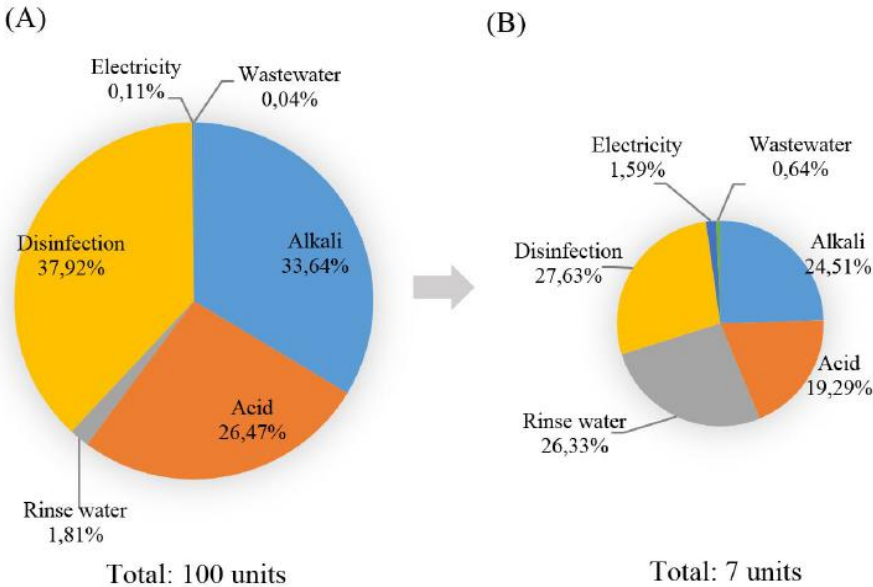 (A)
Electricity
0,11%
Wastewater
0,04%
Disinfection
37,92%
Alkali
33,64%
Acid
26,47%
Rinse water
1,81%
Total: 100 units
(B)
Electricity
1,59%
Wastewater
0,64%
Disinfection
27,63%
Alkali
24,51%
Acid
19,29%
Rinse water
26,33%
Total: 7 units